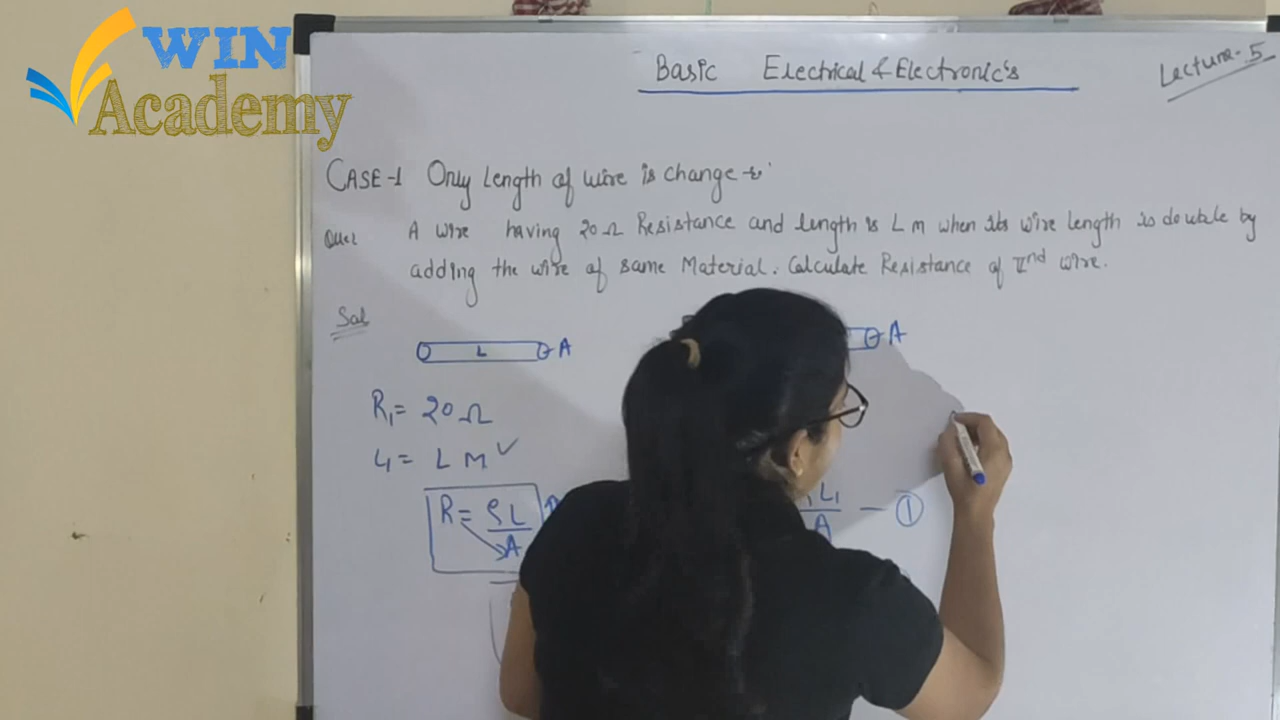 WIN
Academy
Basic Electrical & Electronic's
Lecture-5
CASE-1 Only Length of wire is change
Ques A wire having 20Ω Resistance and length is L m when its wire length is double by
adding the wire of same Material. Calculate Resistance of IInd wire.
Sol
L A
A
R1 = 20 Ω
L1 = L M ✓
R = ρL/A
L1/A — ①